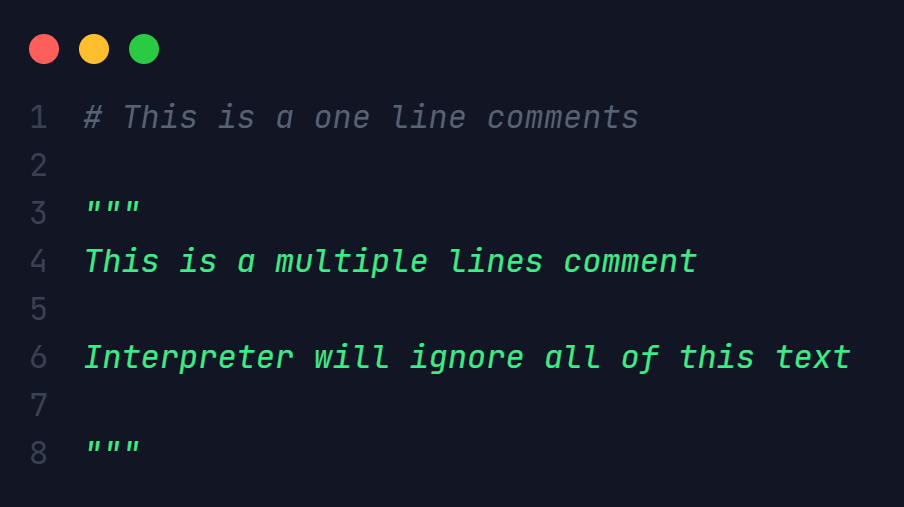 1 # This is a one line comments
2
3 """
4 This is a multiple lines comment
5
6 Interpreter will ignore all of this text
7
8 """